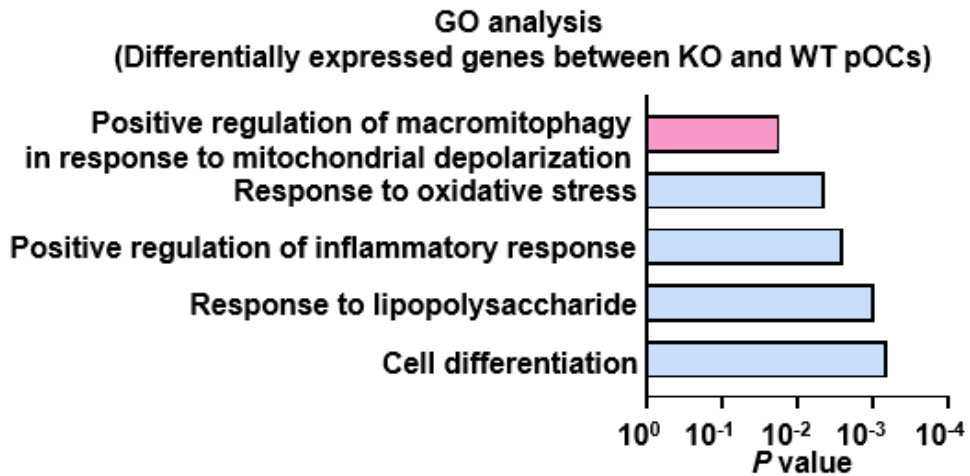 GO analysis
(Differentially expressed genes between KO and WT pOCs)
Positive regulation of macromitophagy
in response to mitochondrial depolarization
Response to oxidative stress
Positive regulation of inflammatory response
Response to lipopolysaccharide
Cell differentiation
10⁰ 10⁻¹ 10⁻² 10⁻³ 10⁻⁴
P value